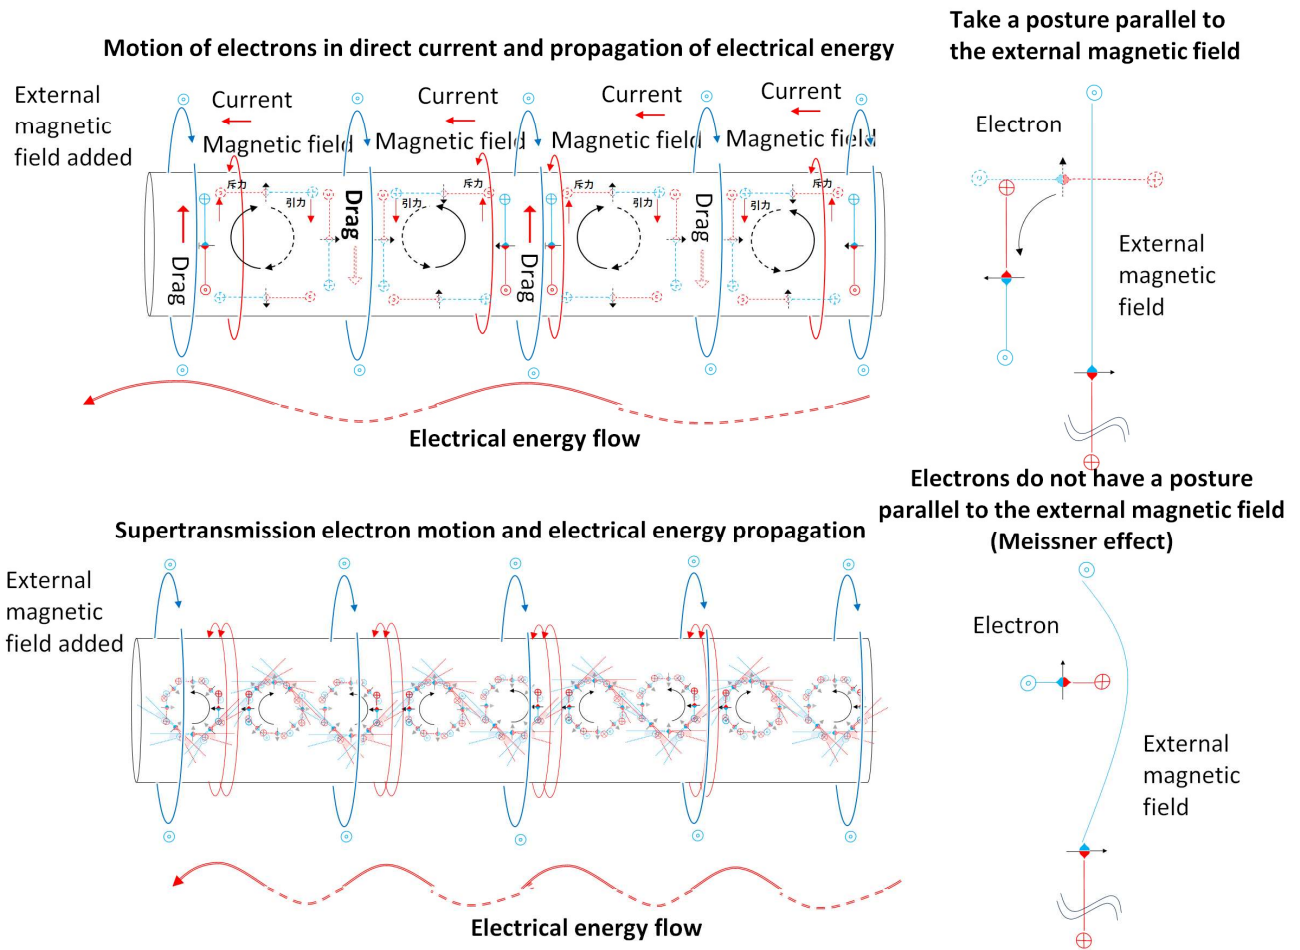 Motion of electrons in direct current and propagation of electrical energy
Take a posture parallel to
the external magnetic field
External
magnetic
field added
Current
Current
Current
Current
Magnetic field
Magnetic field
Magnetic field
Magnetic field
斥力
引力
Drag
Drag
斥力
引力
Drag
斥力
引力
Drag
斥力
引力
Electrical energy flow
Electron
External
magnetic
field
Electrons do not have a posture
parallel to the external magnetic field
(Meissner effect)
Supertransmission electron motion and electrical energy propagation
External
magnetic
field added
Electrical energy flow
Electron
External
magnetic
field